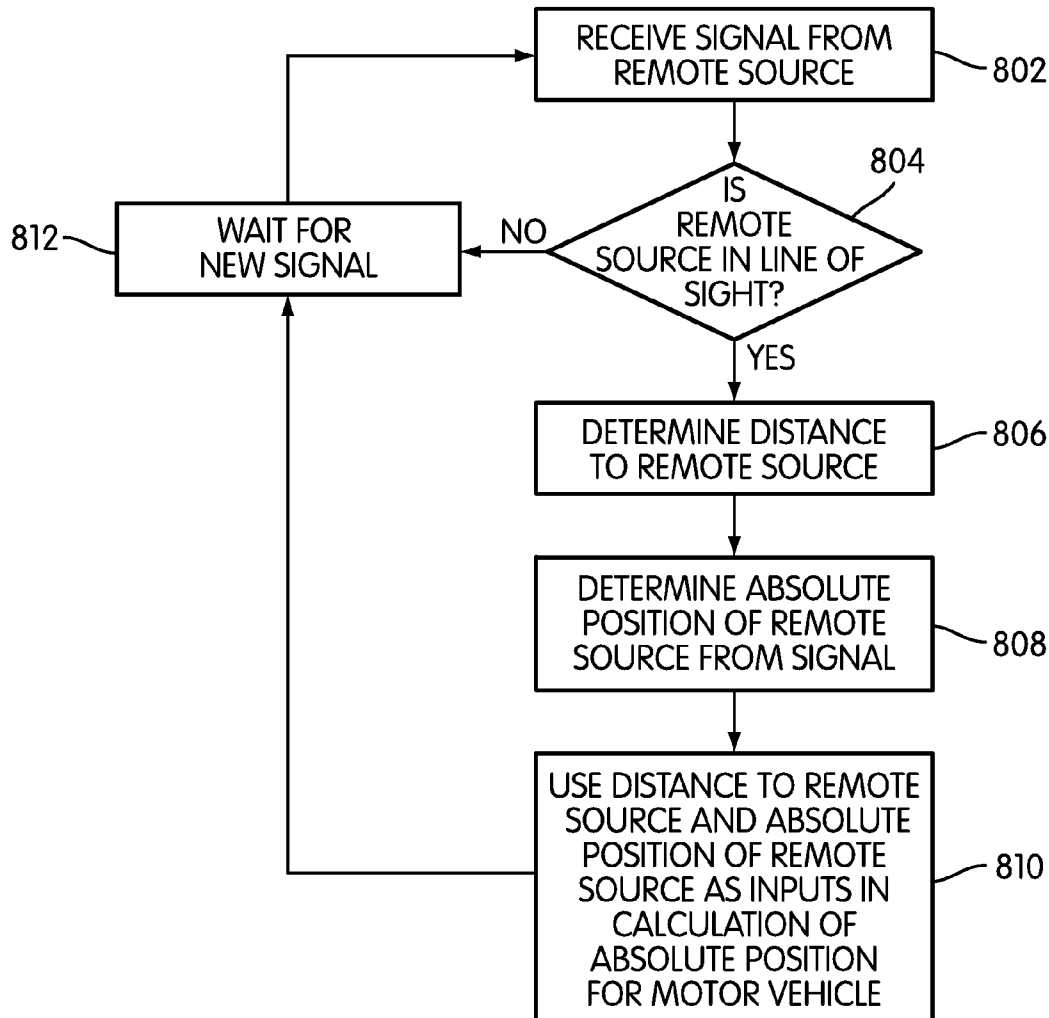 RECEIVE SIGNAL FROM
REMOTE SOURCE
802
804
IS
REMOTE
SOURCE IN LINE OF
SIGHT?
NO
812
WAIT FOR
NEW SIGNAL
YES
DETERMINE DISTANCE
TO REMOTE SOURCE
806
DETERMINE ABSOLUTE
POSITION OF REMOTE
SOURCE FROM SIGNAL
808
USE DISTANCE TO REMOTE
SOURCE AND ABSOLUTE
POSITION OF REMOTE
SOURCE AS INPUTS IN
CALCULATION OF
ABSOLUTE POSITION
FOR MOTOR VEHICLE
810